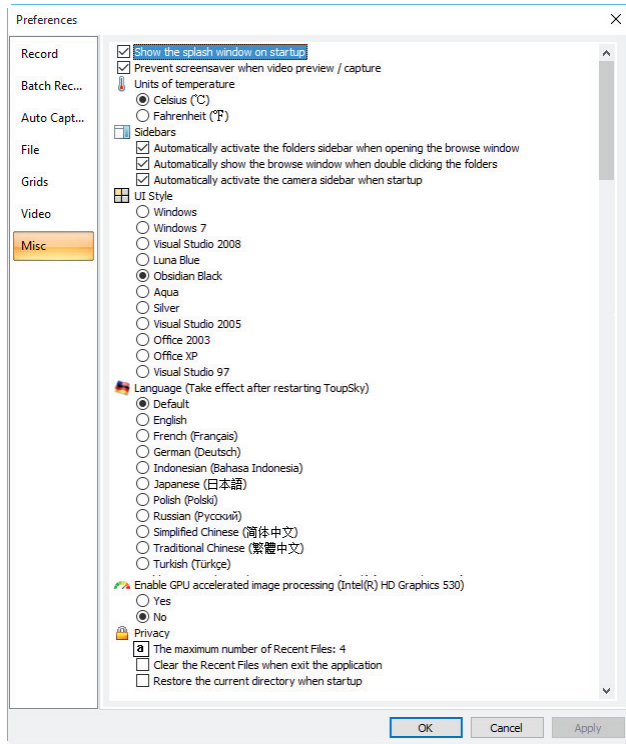 Preferences
Record
Batch Rec...
Auto Capt...
File
Grids
Video
Misc
Show the splash window on startup
Prevent screensaver when video preview / capture
Units of temperature
Celsius (℃)
Fahrenheit (℉)
Sidebars
Automatically activate the folders sidebar when opening the browse window
Automatically show the browse window when double clicking the folders
Automatically activate the camera sidebar when startup
UI Style
Windows
Windows 7
Visual Studio 2008
Luna Blue
Obsidian Black
Aqua
Silver
Visual Studio 2005
Office 2003
Office XP
Visual Studio 97
Language (Take effect after restarting ToupSky)
Default
English
French (Français)
German (Deutsch)
Indonesian (Bahasa Indonesia)
Japanese (日本語)
Polish (Polski)
Russian (Русский)
Simplified Chinese (简体中文)
Traditional Chinese (繁體中文)
Turkish (Türkçe)
Enable GPU accelerated image processing (Intel(R) HD Graphics 530)
Yes
No
Privacy
a The maximum number of Recent Files: 4
Clear the Recent Files when exit the application
Restore the current directory when startup
OK Cancel Apply